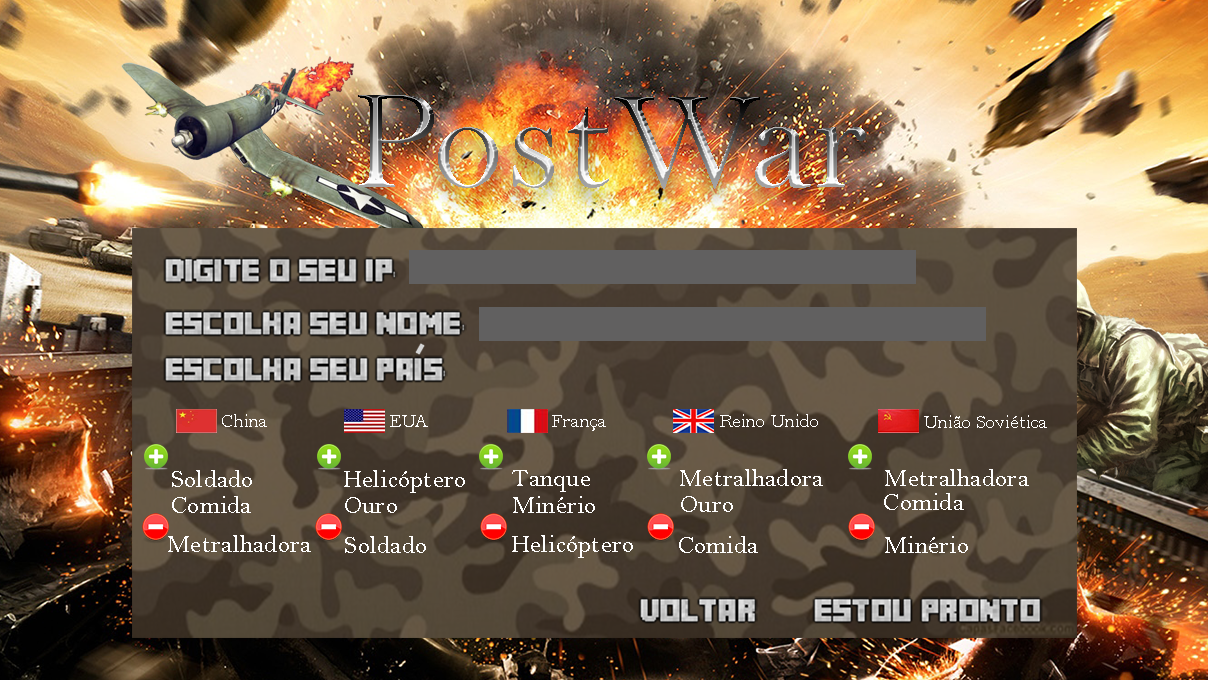 PostWar
DIGITE O SEU IP
ESCOLHA SEU NOME
ESCOLHA SEU PAÍS
China EUA França Reino Unido União Soviética
Soldado Helicóptero Tanque Metralhadora Metralhadora
Comida Ouro Minério Ouro Comida
Metralhadora Soldado Helicóptero Comida Minério
VOLTAR ESTOU PRONTO